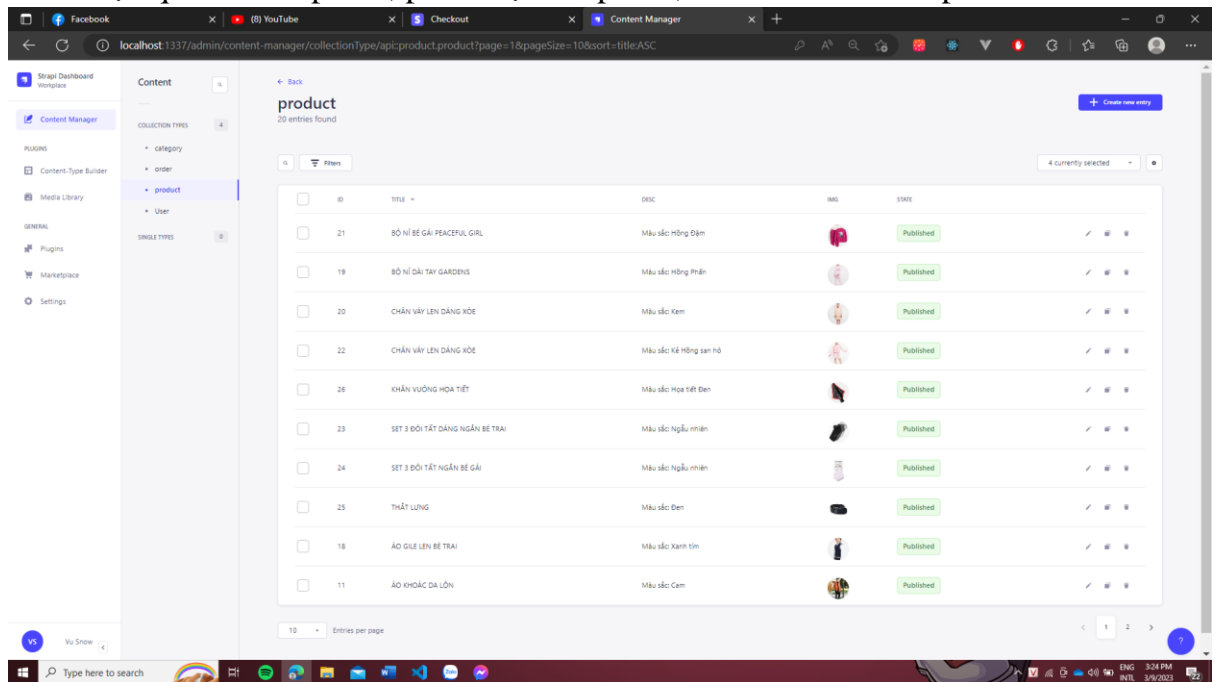 Facebook
(8) YouTube
Checkout
Content Manager
localhost:1337/admin/content-manager/collectionType/api::product.product?page=1&pageSize=10&sort=title:ASC
Strapi Dashboard
Workplace
Content Manager
PLUGINS
Content-Type Builder
Media Library
GENERAL
Plugins
Marketplace
Settings
Content
COLLECTION TYPES 4
category
order
product
User
SINGLE TYPES 0
Back
product
20 entries found
Create new entry
Filters
4 currently selected
ID TITLE DESC IMG STATE
21 BỘ NỈ BÉ GÁI PEACEFUL GIRL Màu sắc: Hồng Đậm Published
19 BỘ NỈ DÀI TAY GARDENS Màu sắc: Hồng Phấn Published
20 CHÂN VÁY LEN DÁNG XÒE Màu sắc: Kem Published
22 CHÂN VÁY LEN DÁNG XÒE Màu sắc: Kẻ Hồng san hô Published
26 KHĂN VUÔNG HỌA TIẾT Màu sắc: Họa tiết Đen Published
23 SET 3 ĐÔI TẤT DÁNG NGẮN BÉ TRAI Màu sắc: Ngẫu nhiên Published
24 SET 3 ĐÔI TẤT NGẮN BÉ GÁI Màu sắc: Ngẫu nhiên Published
25 THẮT LƯNG Màu sắc: Đen Published
18 ÁO GILE LEN BÉ TRAI Màu sắc: Xanh tím Published
11 ÁO KHOÁC DA LỘN Màu sắc: Cam Published
10 Entries per page
1 2
?
VS Vu Snow
Type here to search
ENG
INTL
3:24 PM
3/9/2023
22